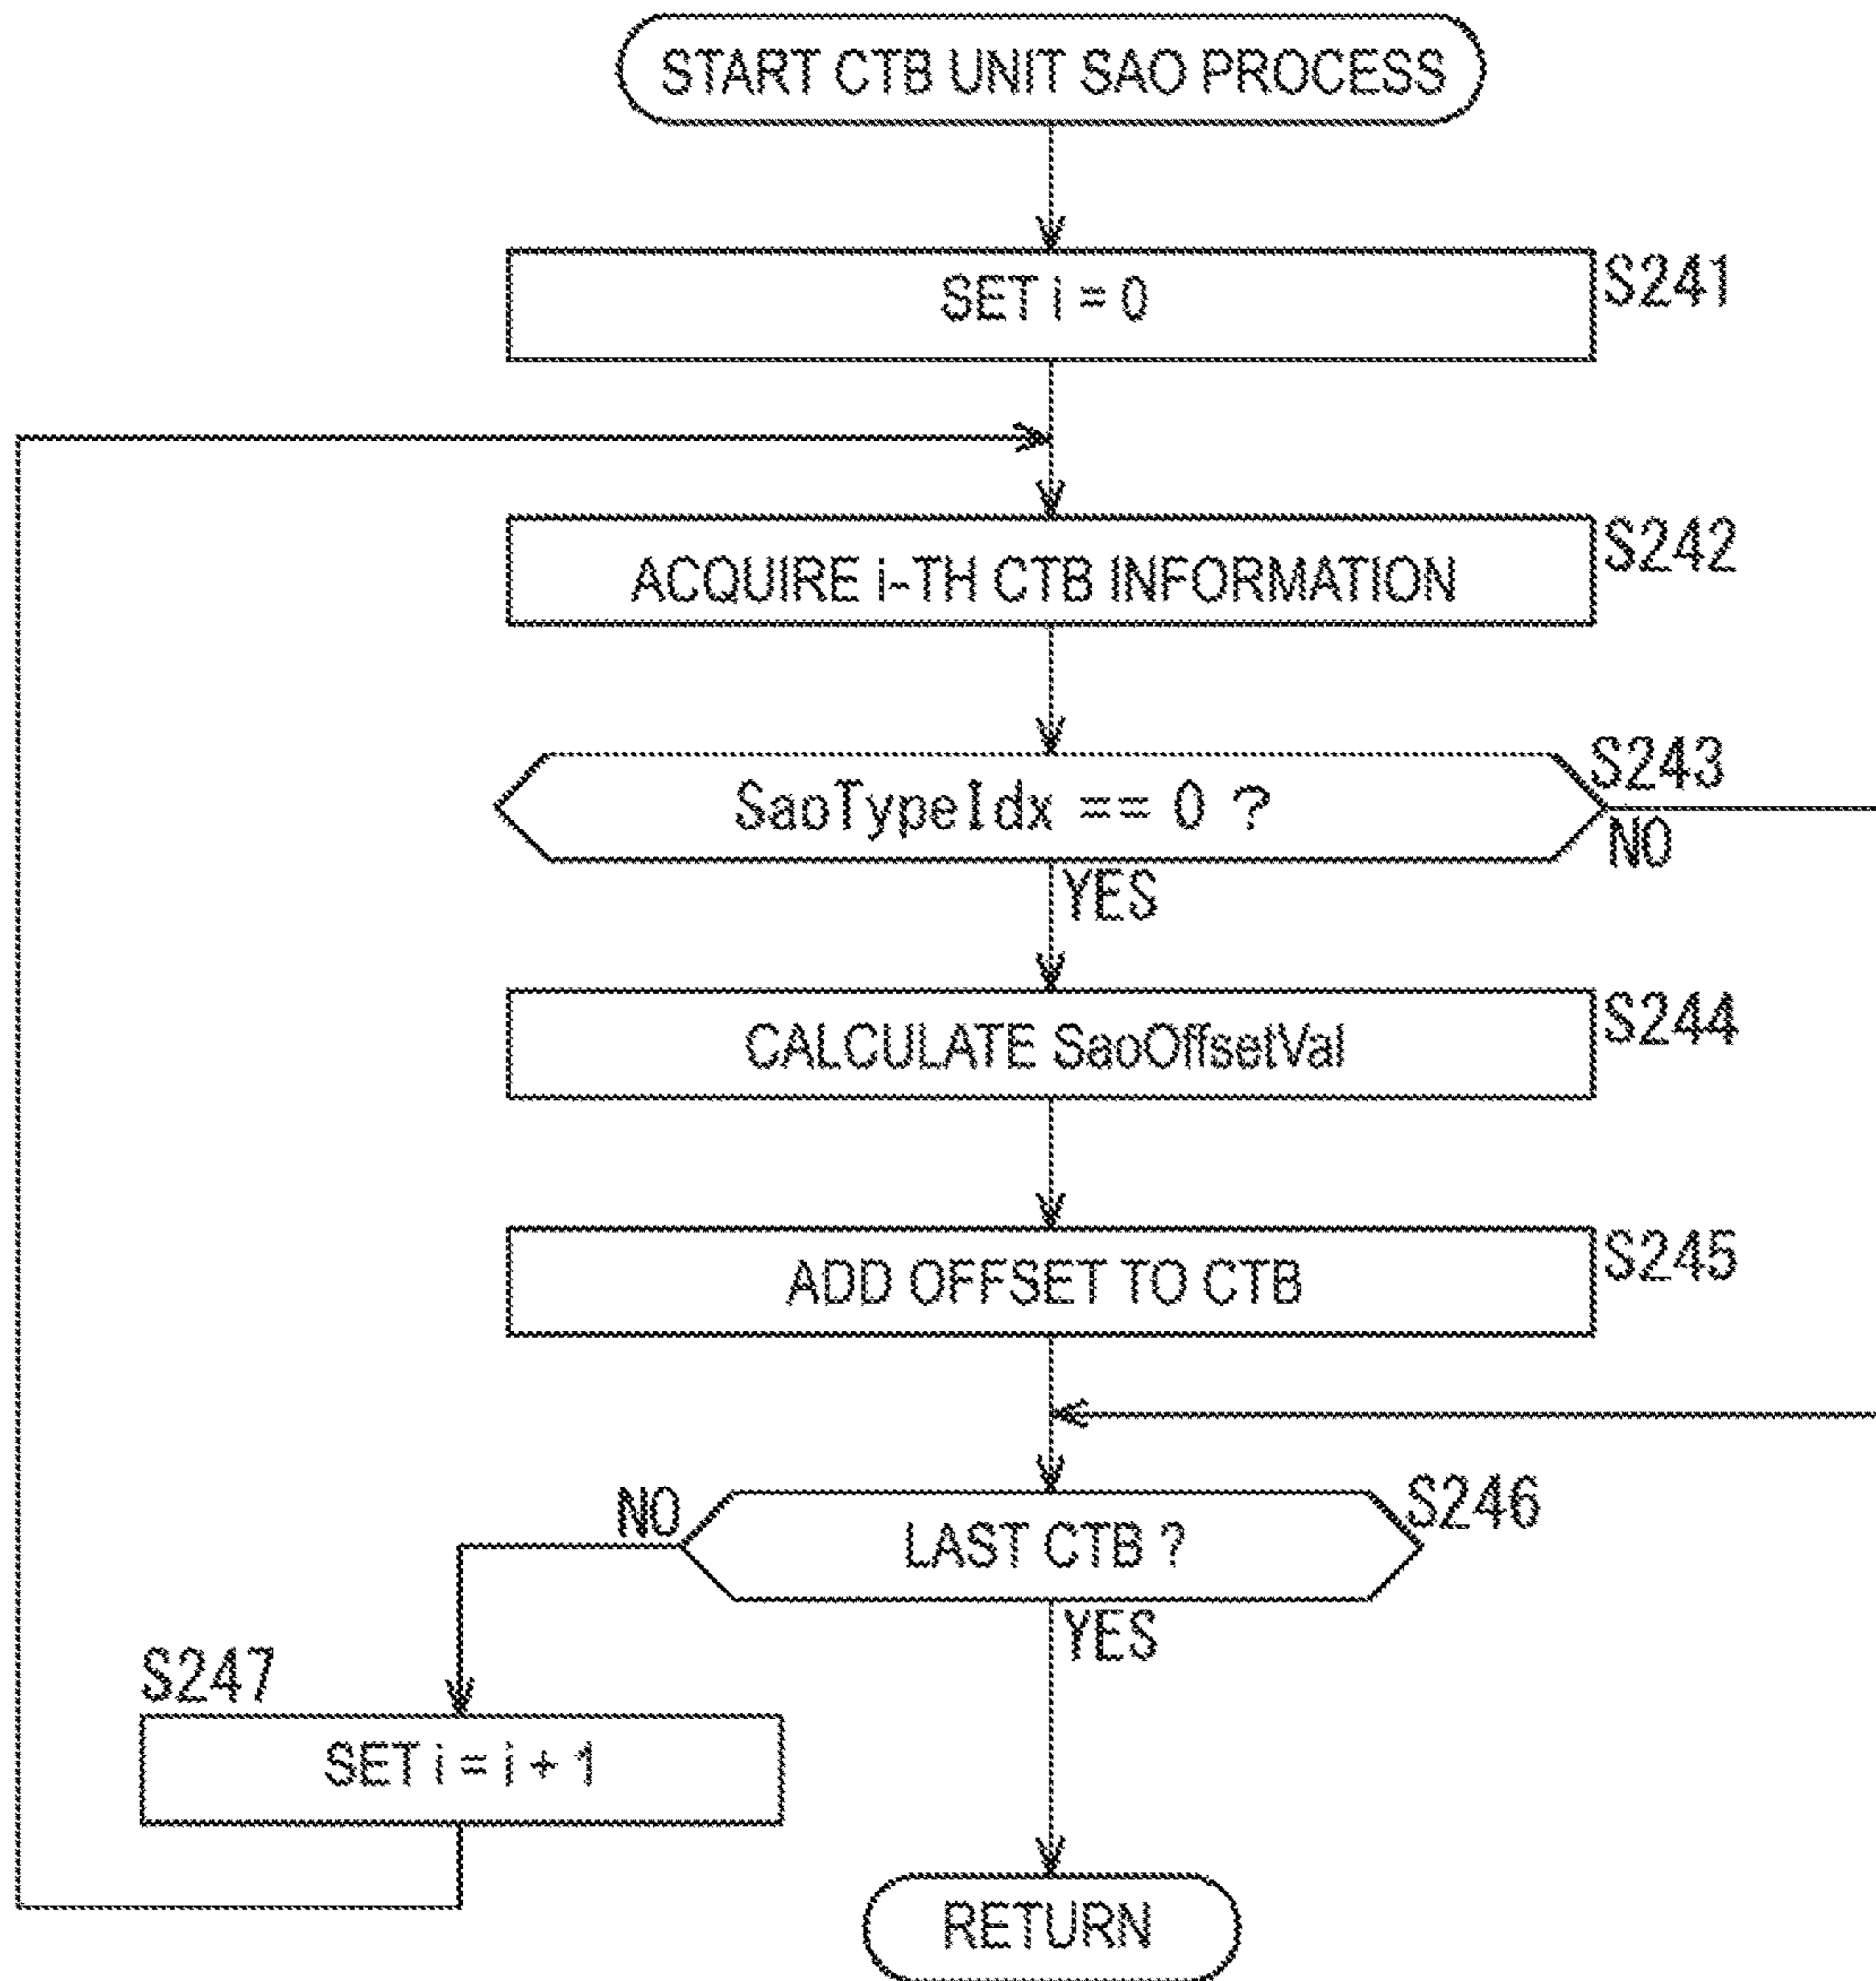 START CTB UNIT SAO PROCESS
SET i = 0
S241
ACQUIRE i-TH CTB INFORMATION
S242
SaoTypeIdx == 0 ?
S243
NO
YES
CALCULATE SaoOffsetVal
S244
ADD OFFSET TO CTB
S245
NO
LAST CTB ?
S246
YES
S247
SET i = i + 1
RETURN